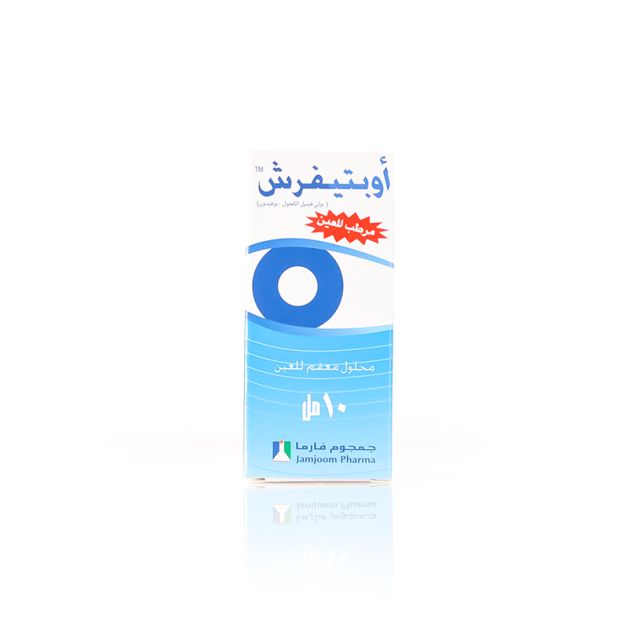 أوبتيفرش™
(بولي فينيل الكحول - بوفيدون)
مرطب للعين
محلول معقم للعين
١٠ مل
جمجوم فارما
Jamjoom Pharma